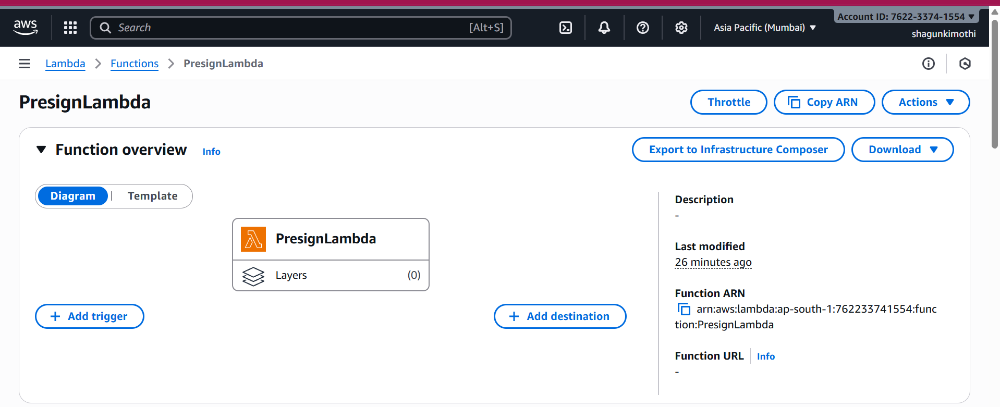 aws
Search [Alt+S]
Asia Pacific (Mumbai)
Account ID: 7622-3374-1554
shagunkimothi
Lambda
Functions
PresignLambda
PresignLambda
Throttle
Copy ARN
Actions
Function overview Info
Export to Infrastructure Composer
Download
Diagram | Template
PresignLambda
Layers (0)
+ Add trigger
+ Add destination
Description
-
Last modified
26 minutes ago
Function ARN
arn:aws:lambda:ap-south-1:762233741554:func
tion:PresignLambda
Function URL Info
-